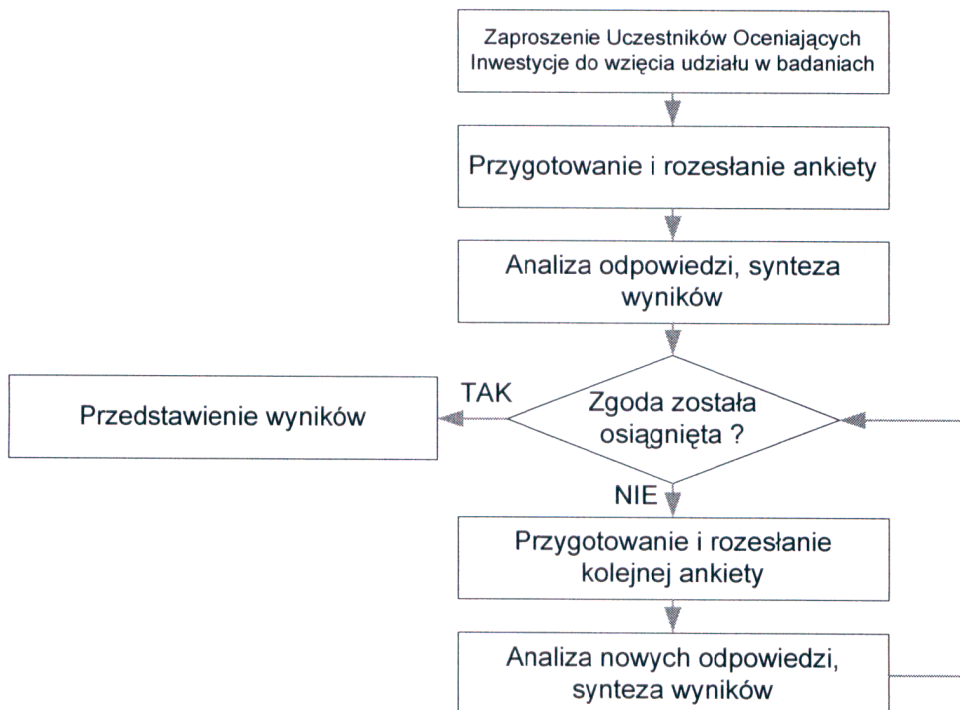 Zaproszenie Uczestników Oceniających
Inwestycje do wzięcia udziału w badaniach
Przygotowanie i rozesłanie ankiety
Analiza odpowiedzi, synteza
wyników
Zgoda została
osiągnięta ?
TAK
Przedstawienie wyników
NIE
Przygotowanie i rozesłanie
kolejnej ankiety
Analiza nowych odpowiedzi,
synteza wyników